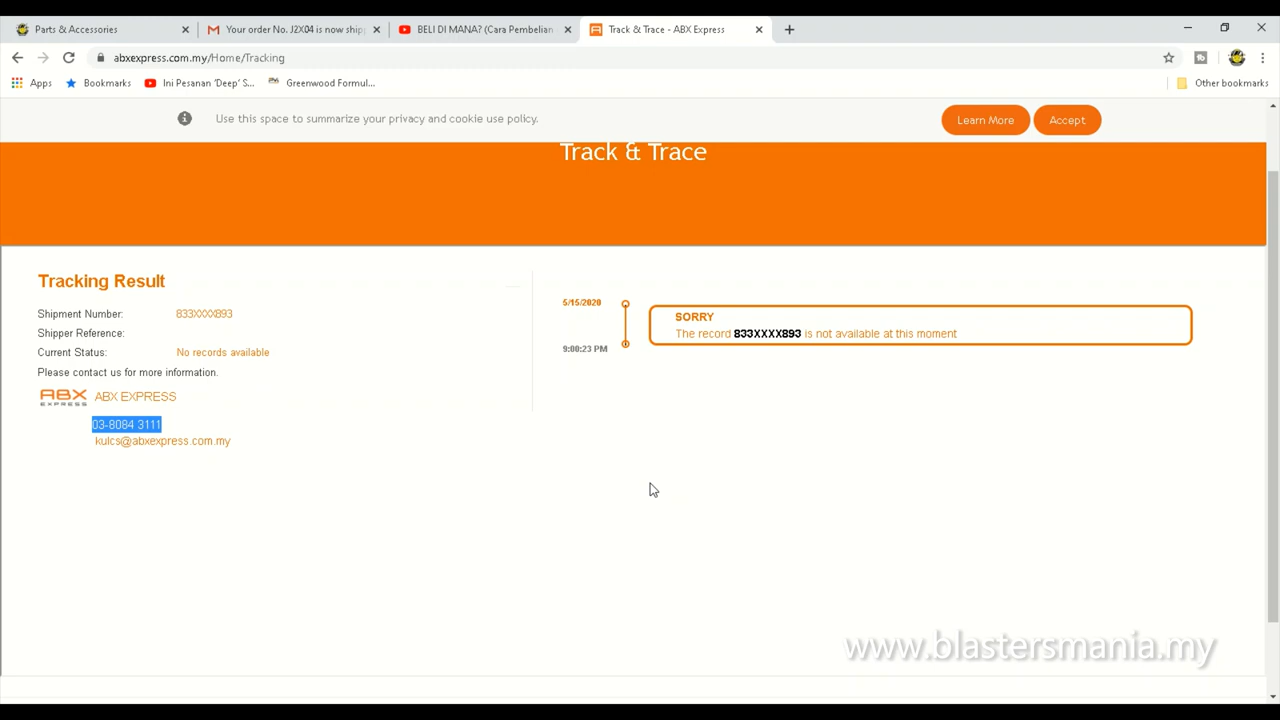 Parts & Accessories
Your order No. J2X04 is now ship
BELI DI MANA? (Cara Pembelian
Track & Trace - ABX Express
abxexpress.com.my/Home/Tracking
Apps
Bookmarks
Ini Pesanan 'Deep' S...
Greenwood Formul...
Other bookmarks
Use this space to summarize your privacy and cookie use policy.
Learn More
Accept
Track & Trace
Tracking Result
Shipment Number: 833XXXX893
Shipper Reference:
Current Status: No records available
Please contact us for more information.
ABX EXPRESS
ABX EXPRESS
03-8084 3111
kulcs@abxexpress.com.my
5/15/2020
9:00:23 PM
SORRY
The record 833XXXX893 is not available at this moment
www.blastersmania.my